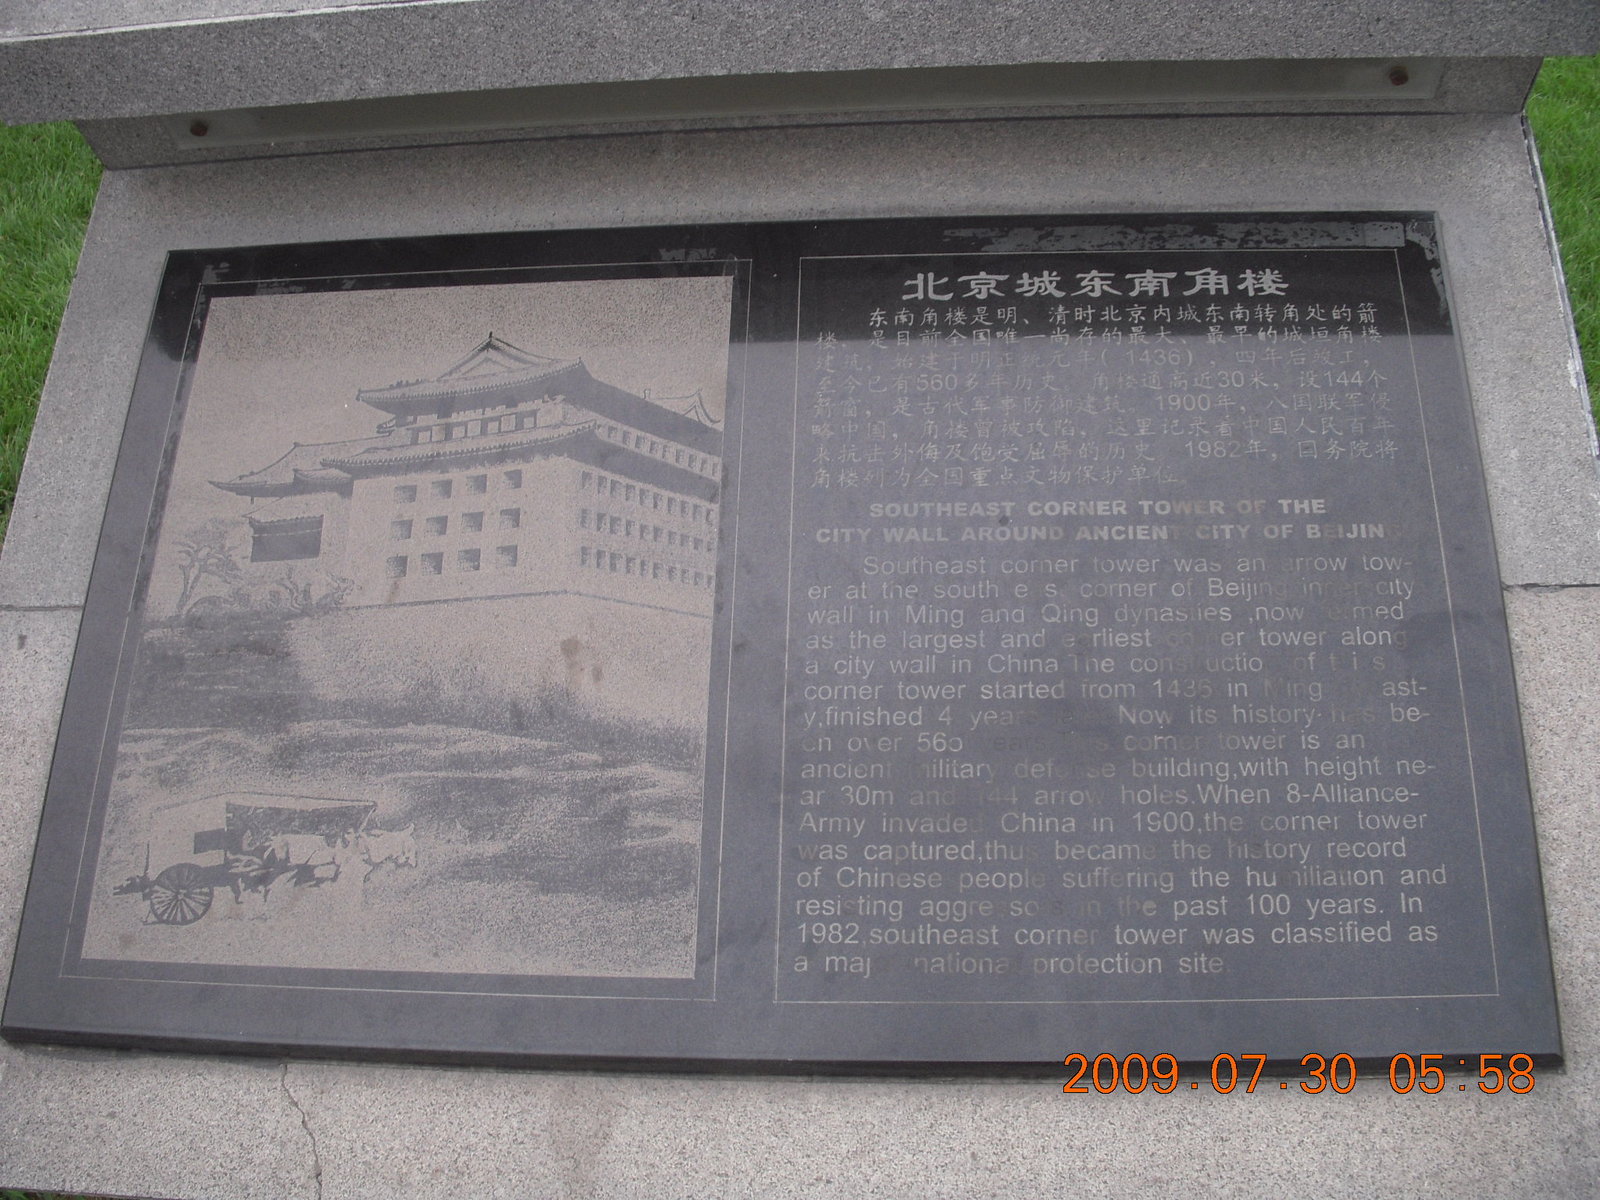 北京城东南角楼
东南角楼是明、清时北京内城东南转角处的箭
楼，是目前全国唯一尚存的最大、最早的城垣角楼
建筑，始建于明正统元年(1436)，四年后竣工，
至今已有560多年历史。角楼通高近30米，设144个
箭窗，是古代军事防御建筑。1900年，八国联军侵
略中国，角楼曾被攻陷，这里记录着中国人民百年
来抗击外侮及饱受屈辱的历史。1982年，国务院将
角楼列为全国重点文物保护单位。
SOUTHEAST CORNER TOWER OF THE
CITY WALL AROUND ANCIENT CITY OF BEIJIN
Southeast corner tower was an arrow tow-
er at the south e s corner of Beijing inner city
wall in Ming and Qing dynasties ,now ermed
as the largest and earliest corner tower along
a city wall in China The constructio of t i s
corner tower started from 1436 in Ming ast-
y,finished 4 years Now its history has be-
en over 565 years this corner tower is an
ancient military defense building,with height ne-
ar 30m and 144 arrow holes.When 8-Alliance-
Army invaded China in 1900,the corner tower
was captured,thus became the history record
of Chinese people suffering the humiliation and
resisting aggressors in the past 100 years. In
1982,southeast corner tower was classified as
a maj national protection site.
2009.07.30 05:58